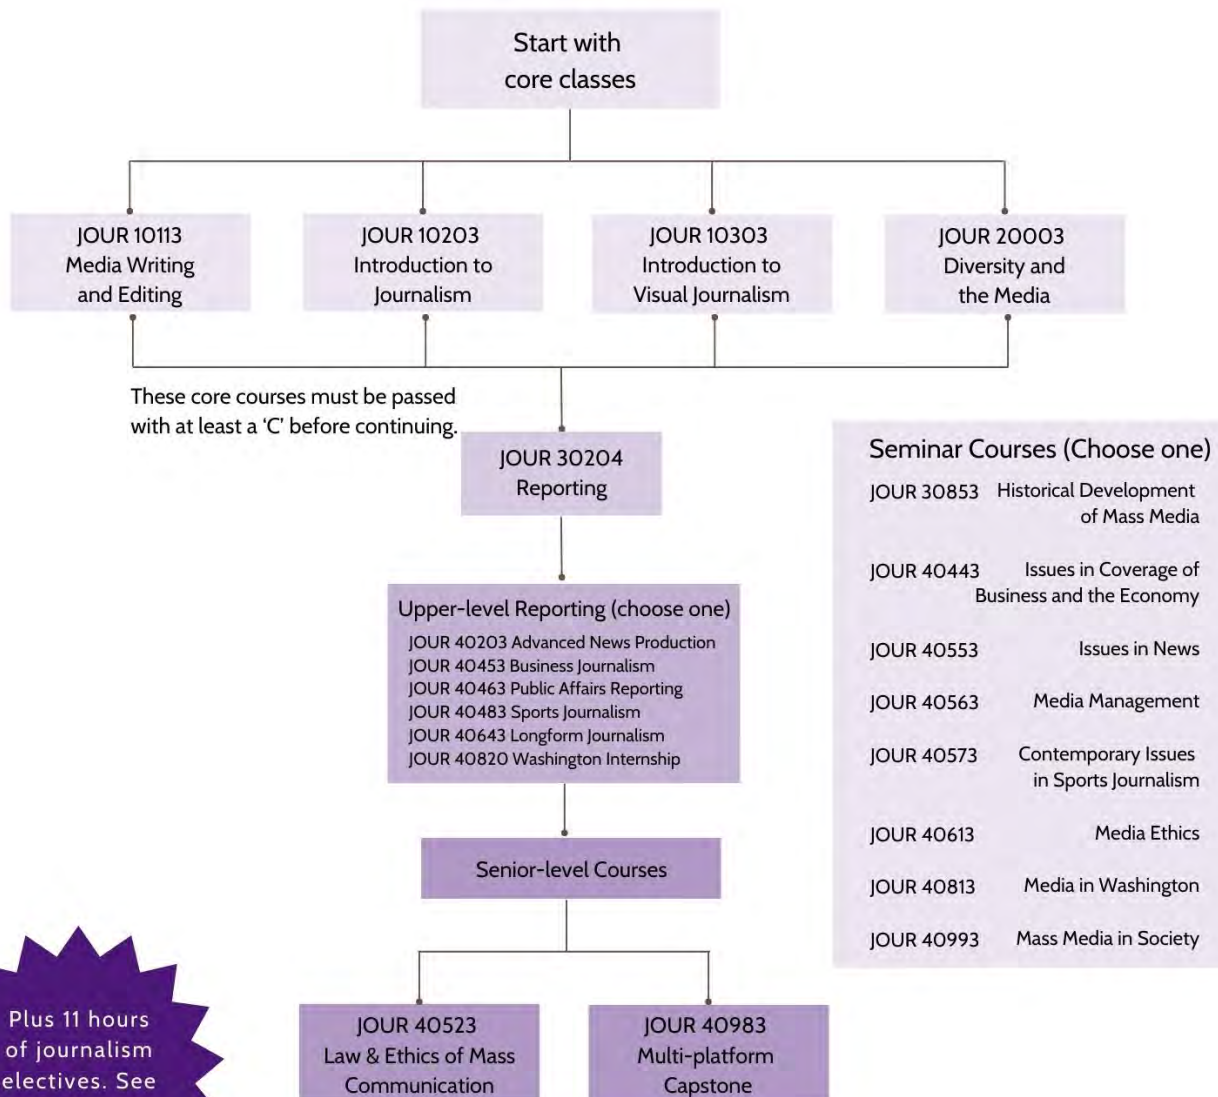 Start with
core classes
JOUR 10113
Media Writing
and Editing
JOUR 10203
Introduction to
Journalism
JOUR 10303
Introduction to
Visual Journalism
JOUR 20003
Diversity and
the Media
These core courses must be passed
with at least a ‘C’ before continuing.
JOUR 30204
Reporting
Upper-level Reporting (choose one)
JOUR 40203 Advanced News Production
JOUR 40453 Business Journalism
JOUR 40463 Public Affairs Reporting
JOUR 40483 Sports Journalism
JOUR 40643 Longform Journalism
JOUR 40820 Washington Internship
Senior-level Courses
JOUR 40523
Law & Ethics of Mass
Communication
JOUR 40983
Multi-platform
Capstone
Seminar Courses (Choose one)
JOUR 30853 Historical Development
of Mass Media
JOUR 40443 Issues in Coverage of
Business and the Economy
JOUR 40553 Issues in News
JOUR 40563 Media Management
JOUR 40573 Contemporary Issues
in Sports Journalism
JOUR 40613 Media Ethics
JOUR 40813 Media in Washington
JOUR 40993 Mass Media in Society
Plus 11 hours
of journalism
electives. See